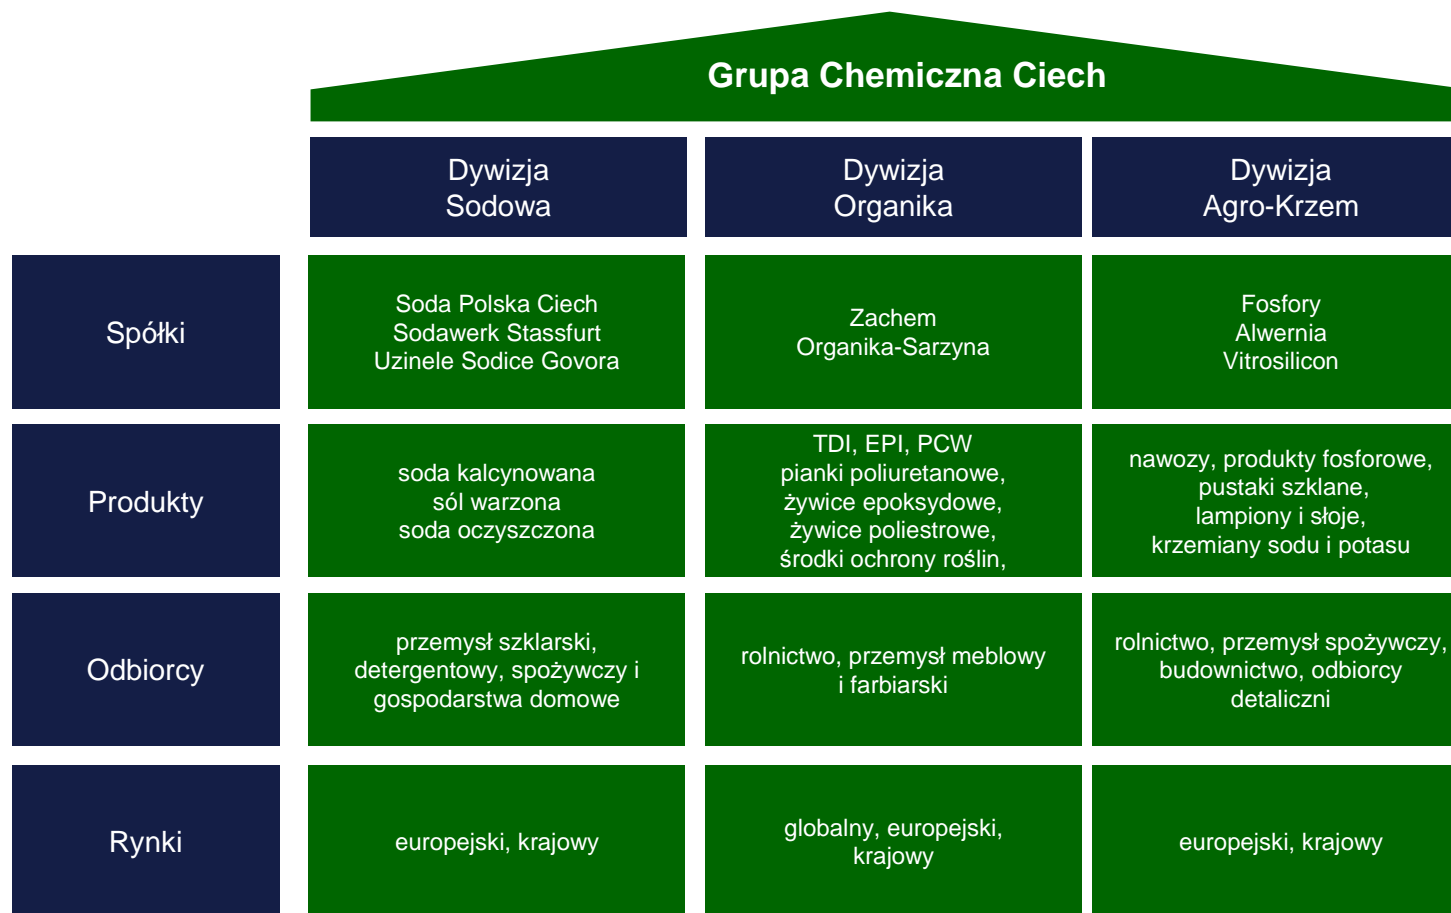 Grupa Chemiczna Ciech
Dywizja
Sodowa
Dywizja
Organika
Dywizja
Agro-Krzem
Spółki
Soda Polska Ciech
Sodawerk Stassfurt
Uzinele Sodice Govora
Zachem
Organika-Sarzyna
Fosfory
Alwernia
Vitrosilicon
Produkty
soda kalcynowana
sól warzona
soda oczyszczona
TDI, EPI, PCW
pianki poliuretanowe,
żywice epoksydowe,
żywice poliestrowe,
środki ochrony roślin,
nawozy, produkty fosforowe,
pustaki szklane,
lampiony i słoje,
krzemiany sodu i potasu
Odbiorcy
przemysł szklarski,
detergentowy, spożywczy i
gospodarstwa domowe
rolnictwo, przemysł meblowy
i farbiarski
rolnictwo, przemysł spożywczy,
budownictwo, odbiorcy
detaliczni
Rynki
europejski, krajowy
globalny, europejski,
krajowy
europejski, krajowy